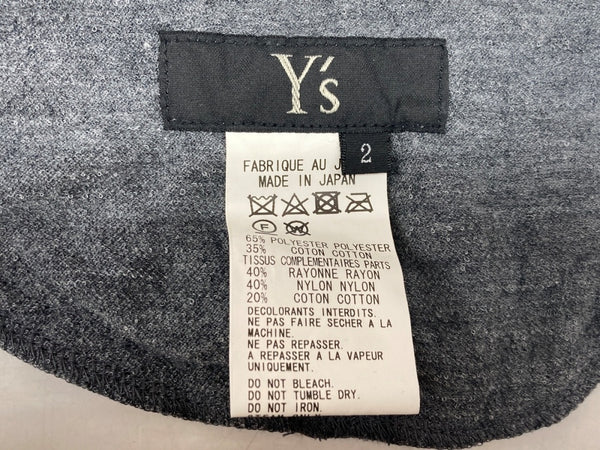 Y's
2
FABRIQUE AU J
MADE IN JAPAN
F W
65% POLYESTER POLYESTER
35% COTON COTTON
TISSUS COMPLEMENTAIRES PARTS
40% RAYONNE RAYON
40% NYLON NYLON
20% COTON COTTON
DECOLORANTS INTERDITS.
NE PAS FAIRE SECHER A LA
MACHINE.
NE PAS REPASSER.
A REPASSER A LA VAPEUR
UNIQUEMENT.
DO NOT BLEACH.
DO NOT TUMBLE DRY.
DO NOT IRON.